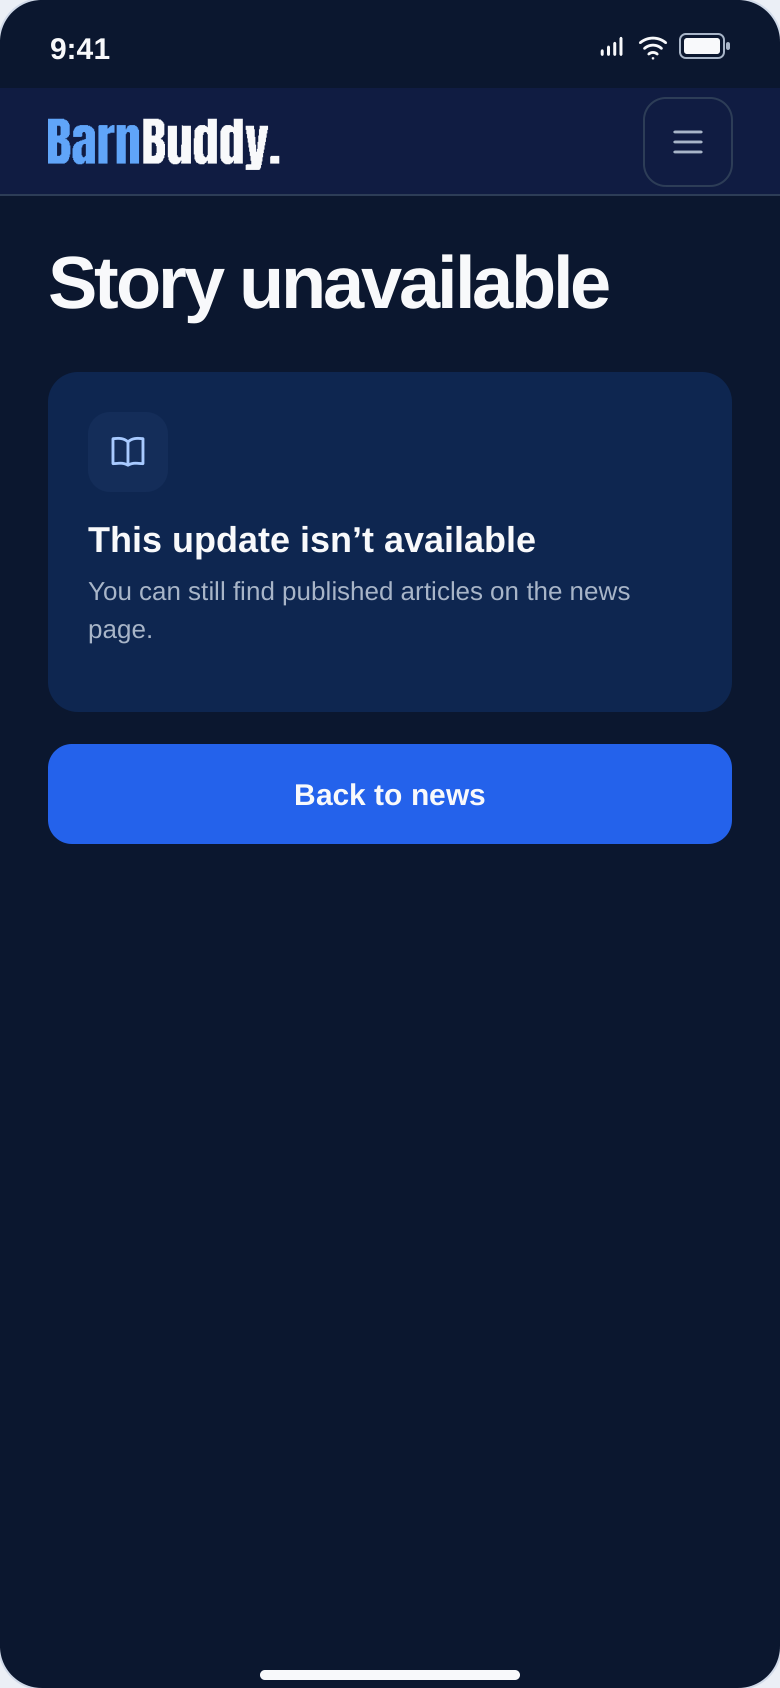 9:41
BarnBuddy.
Story unavailable
This update isn’t available
You can still find published articles on the news
page.
Back to news